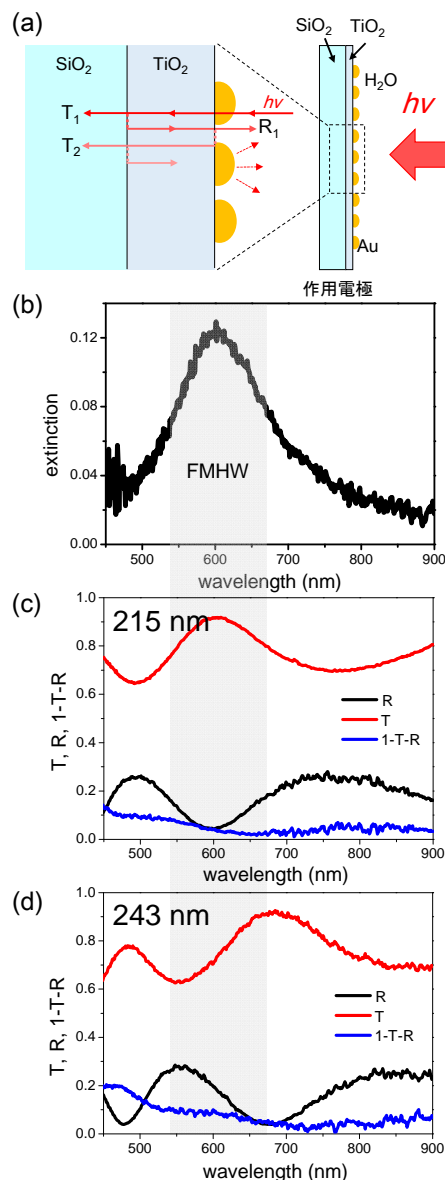 (a)
SiO2 TiO2
SiO2 TiO2
H2O
hν
T1
hν
R1
T2
Au
作用電極
(b)
extinction
0.12
0.08
0.04
0.00
FMHW
500 600 700 800 900
wavelength (nm)
(c)
215 nm
T, R, 1-T-R
1.0
0.8
0.6
0.4
0.2
0.0
R
T
1-T-R
500 600 700 800 900
wavelength (nm)
(d)
243 nm
T, R, 1-T-R
1.0
0.8
0.6
0.4
0.2
0.0
R
T
1-T-R
500 600 700 800 900
wavelength (nm)